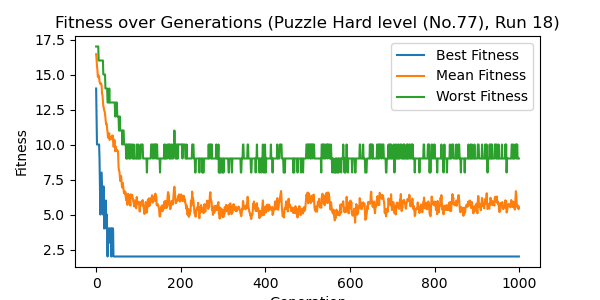 Fitness over Generations (Puzzle Hard level (No.77), Run 18)
17.5
15.0
12.5
10.0
7.5
5.0
2.5
Fitness
Best Fitness
Mean Fitness
Worst Fitness
0 200 400 600 800 1000
Generation